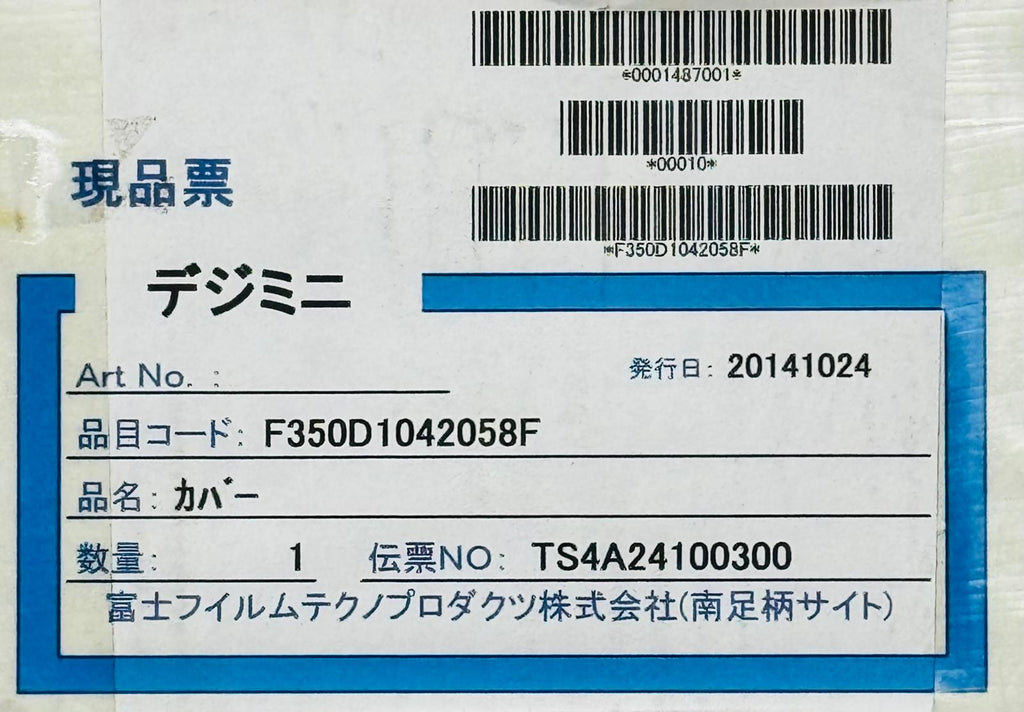 *0001487001*
*00010*
現品票
*F350D1042058F*
デジミニ
Art No. :
発行日: 20141024
品目コード: F350D1042058F
品名: カバー
数量: 1 伝票NO: TS4A24100300
富士フイルムテクノプロダクツ株式会社(南足柄サイト)